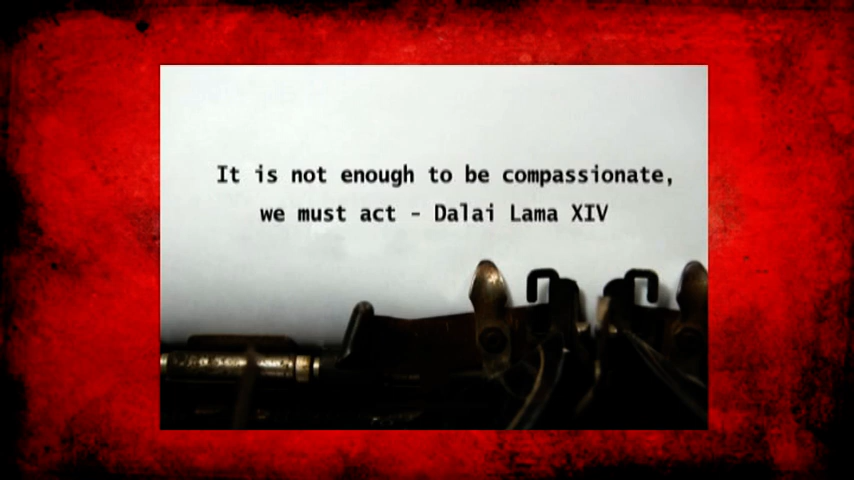 It is not enough to be compassionate,
we must act - Dalai Lama XIV